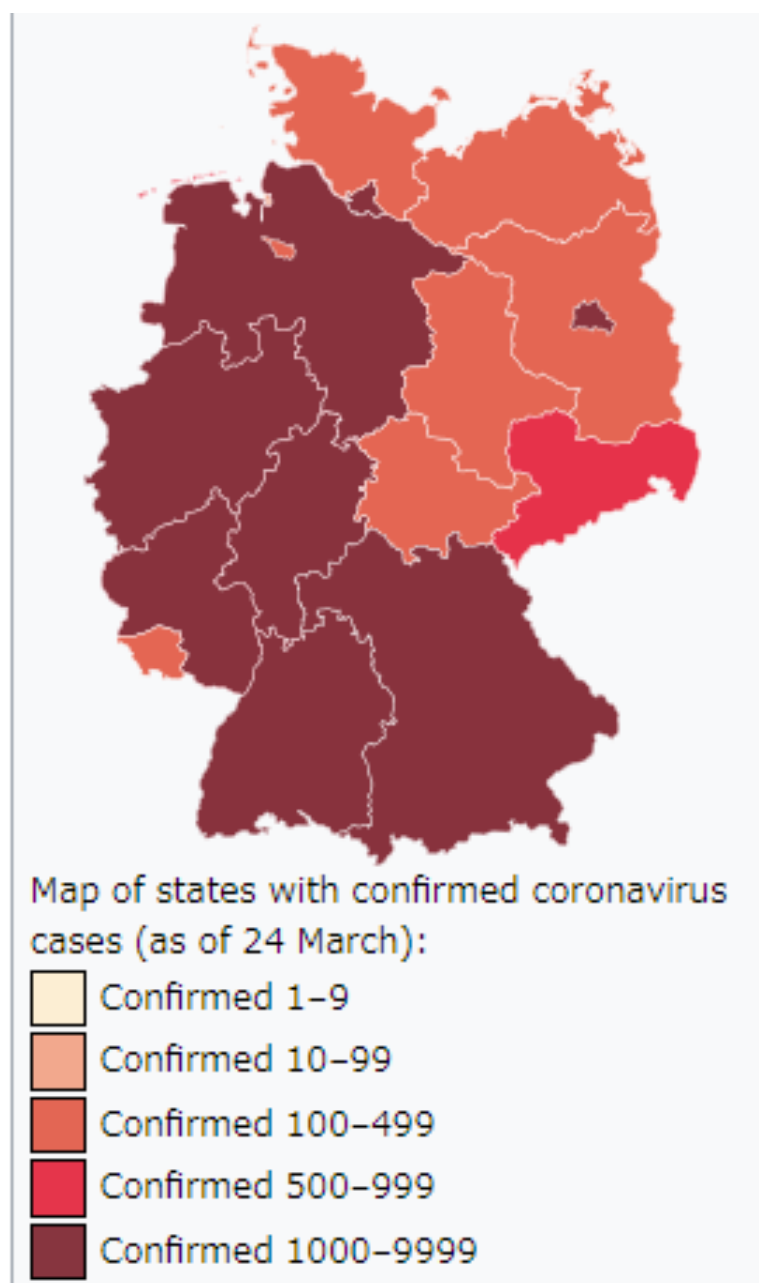 Map of states with confirmed coronavirus
cases (as of 24 March):
Confirmed 1–9
Confirmed 10–99
Confirmed 100–499
Confirmed 500–999
Confirmed 1000–9999